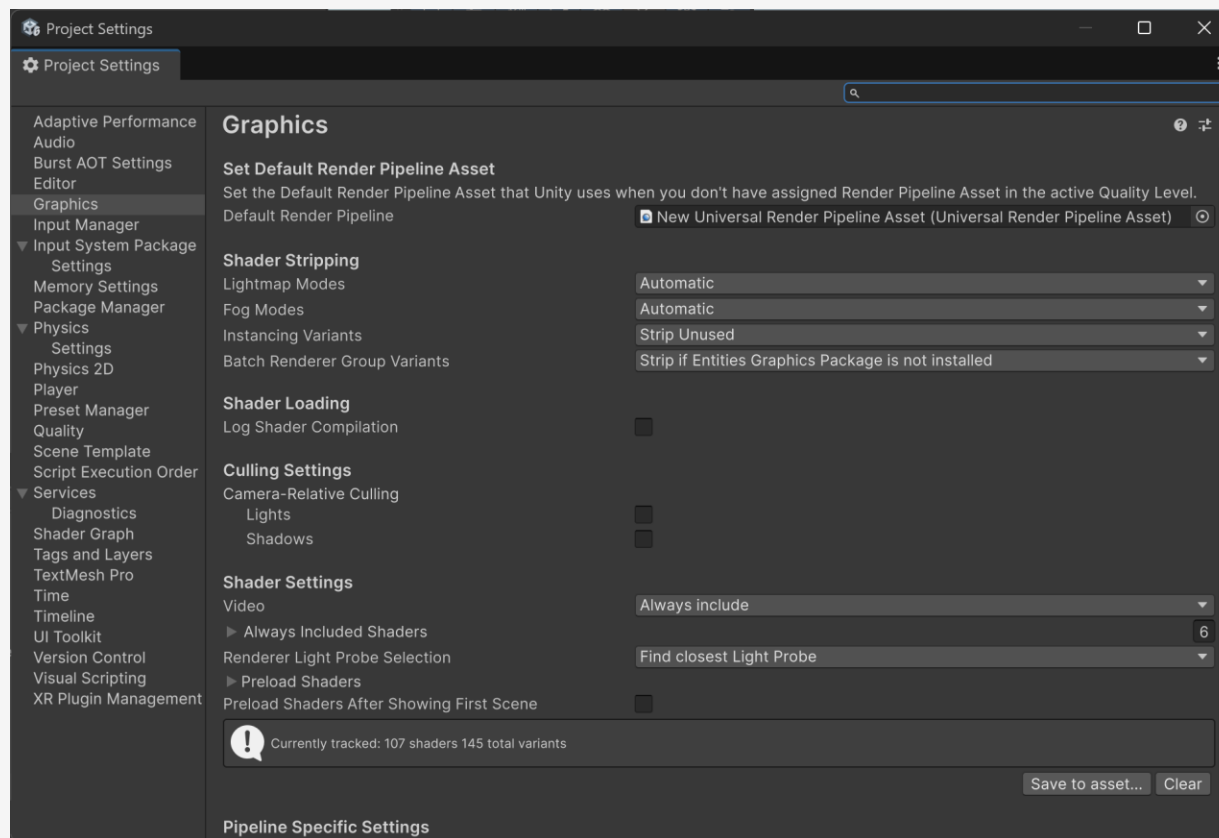 Project Settings
Project Settings
Adaptive Performance
Audio
Burst AOT Settings
Editor
Graphics
Input Manager
Input System Package
Settings
Memory Settings
Package Manager
Physics
Settings
Physics 2D
Player
Preset Manager
Quality
Scene Template
Script Execution Order
Services
Diagnostics
Shader Graph
Tags and Layers
TextMesh Pro
Time
Timeline
UI Toolkit
Version Control
Visual Scripting
XR Plugin Management
Graphics
Set Default Render Pipeline Asset
Set the Default Render Pipeline Asset that Unity uses when you don't have assigned Render Pipeline Asset in the active Quality Level.
Default Render Pipeline New Universal Render Pipeline Asset (Universal Render Pipeline Asset)
Shader Stripping
Lightmap Modes Automatic
Fog Modes Automatic
Instancing Variants Strip Unused
Batch Renderer Group Variants Strip if Entities Graphics Package is not installed
Shader Loading
Log Shader Compilation
Culling Settings
Camera-Relative Culling
Lights
Shadows
Shader Settings
Video Always include
Always Included Shaders 6
Renderer Light Probe Selection Find closest Light Probe
Preload Shaders
Preload Shaders After Showing First Scene
Currently tracked: 107 shaders 145 total variants
Save to asset... Clear
Pipeline Specific Settings